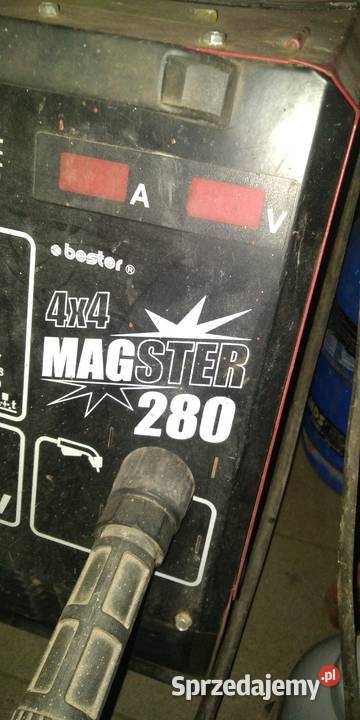 A
V
bester ®
4x4
MAGSTER
280
Sprzedajemy.pl